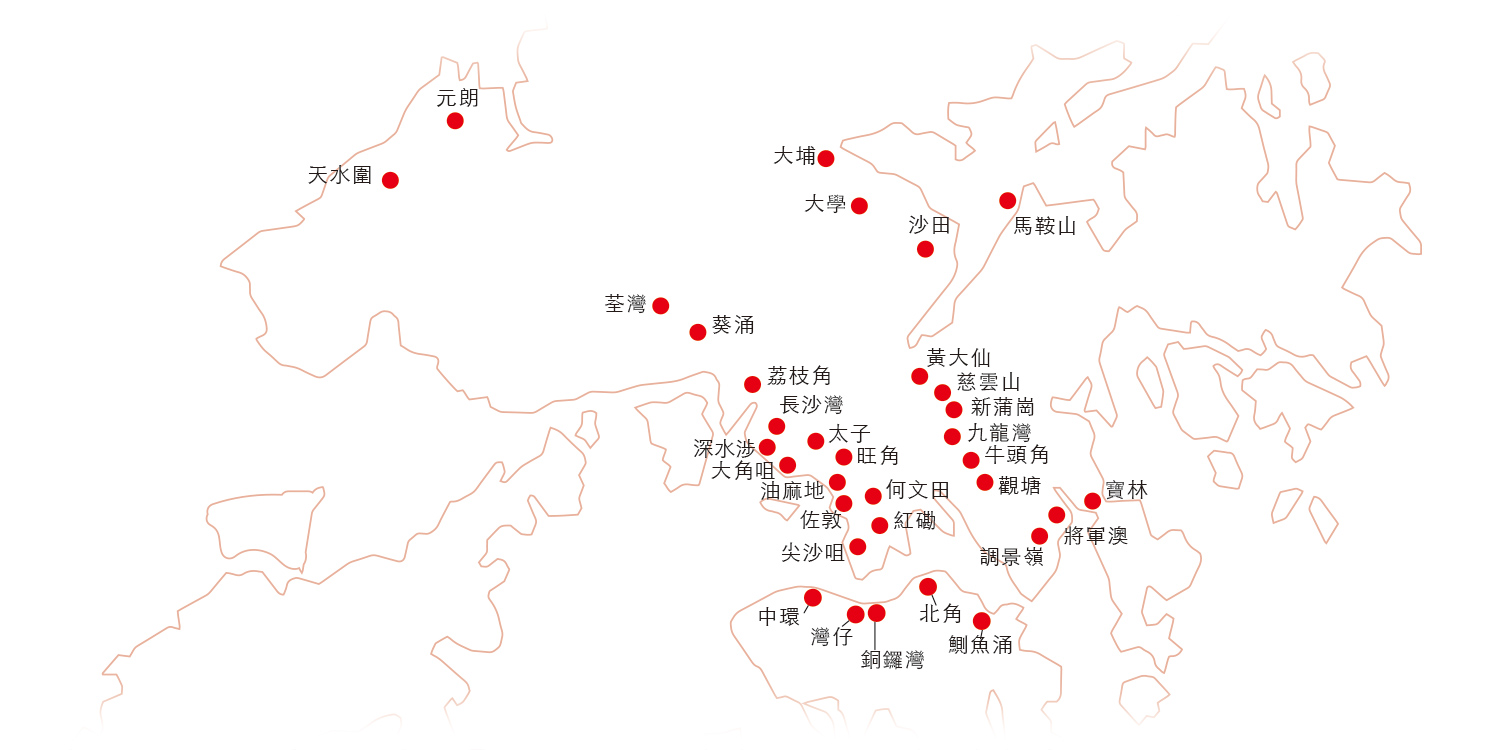 元朗
大埔
天水圍
大學
沙田
馬鞍山
荃灣
葵涌
黃大仙
荔枝角
慈雲山
長沙灣
新蒲崗
太子
九龍灣
深水涉
旺角
牛頭角
大角咀
油麻地
何文田
觀塘
寶林
佐敦
紅磡
將軍澳
尖沙咀
調景嶺
中環
北角
灣仔
鰂魚涌
銅鑼灣